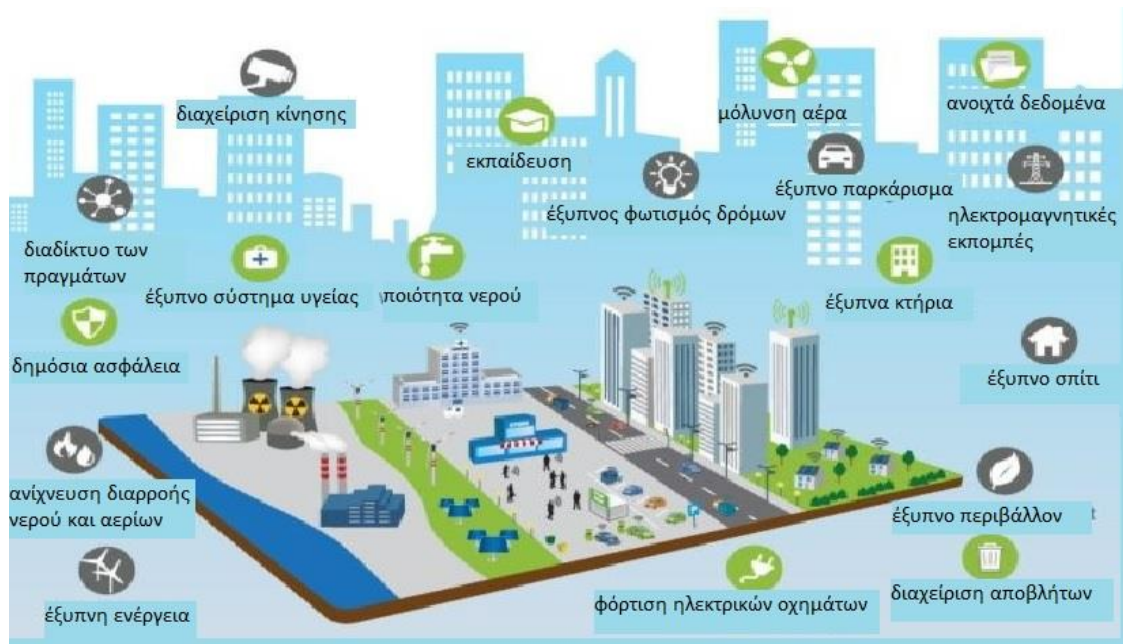 διαχείριση κίνησης
μόλυνση αέρα
ανοιχτά δεδομένα
εκπαίδευση
έξυπνο παρκάρισμα
έξυπνος φωτισμός δρόμων
ηλεκτρομαγνητικές
εκπομπές
διαδίκτυο των
πραγμάτων
έξυπνο σύστημα υγείας
ποιότητα νερού
έξυπνα κτήρια
δημόσια ασφάλεια
έξυπνο σπίτι
ανίχνευση διαρροής
νερού και αερίων
έξυπνο περιβάλλον
έξυπνη ενέργεια
φόρτιση ηλεκτρικών οχημάτων
διαχείριση αποβλήτων